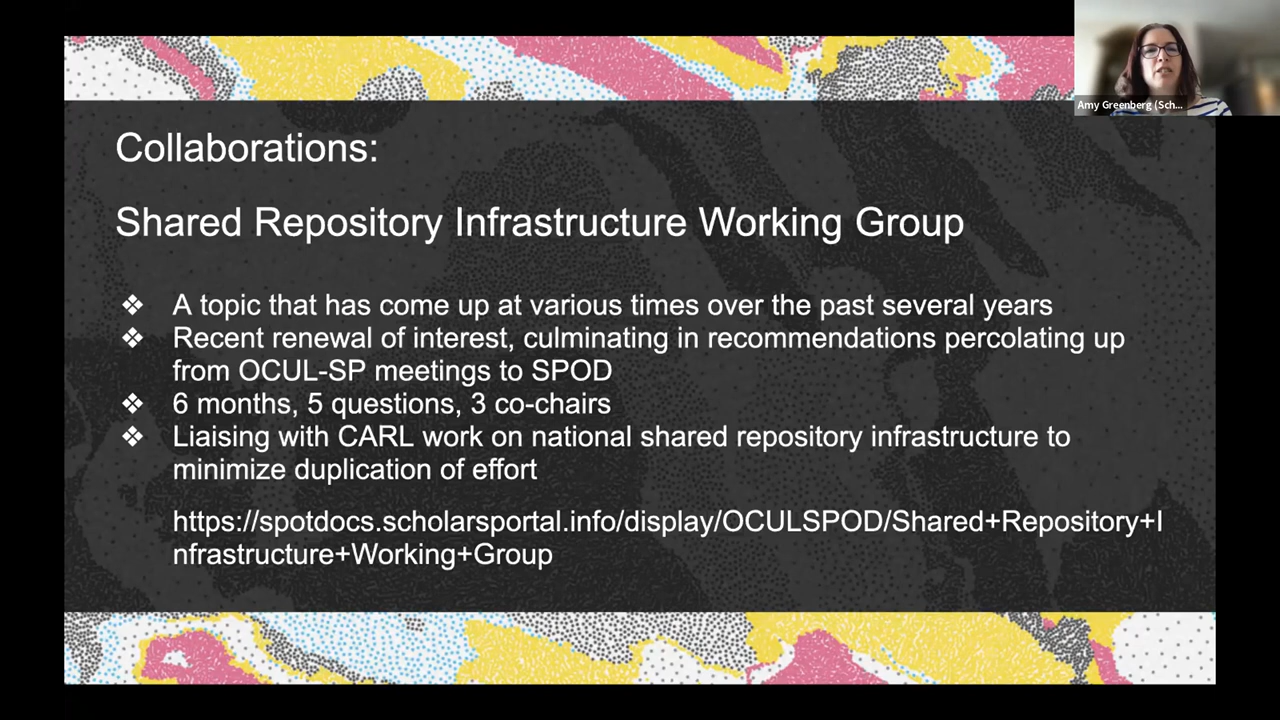 Amy Greenberg (Sch...
Collaborations:
Shared Repository Infrastructure Working Group
❖ A topic that has come up at various times over the past several years
❖ Recent renewal of interest, culminating in recommendations percolating up
from OCUL-SP meetings to SPOD
❖ 6 months, 5 questions, 3 co-chairs
❖ Liaising with CARL work on national shared repository infrastructure to
minimize duplication of effort
https://spotdocs.scholarsportal.info/display/OCULSPOD/Shared+Repository+I
nfrastructure+Working+Group